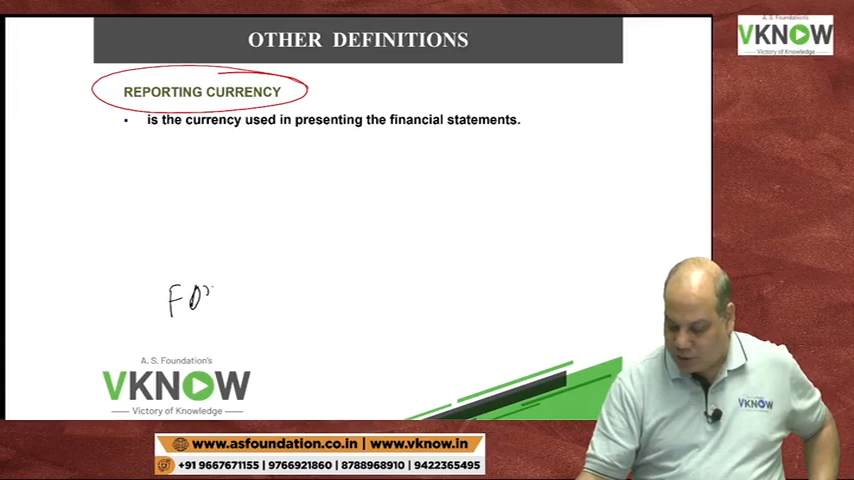 OTHER DEFINITIONS
A. S. Foundation's
VKNOW
Victory of Knowledge
REPORTING CURRENCY
• is the currency used in presenting the financial statements.
A. S. Foundation's
VKNOW
Victory of Knowledge
VKNOW
www.asfoundation.co.in | www.vknow.in
+91 9667671155 | 9766921860 | 8788968910 | 9422365495